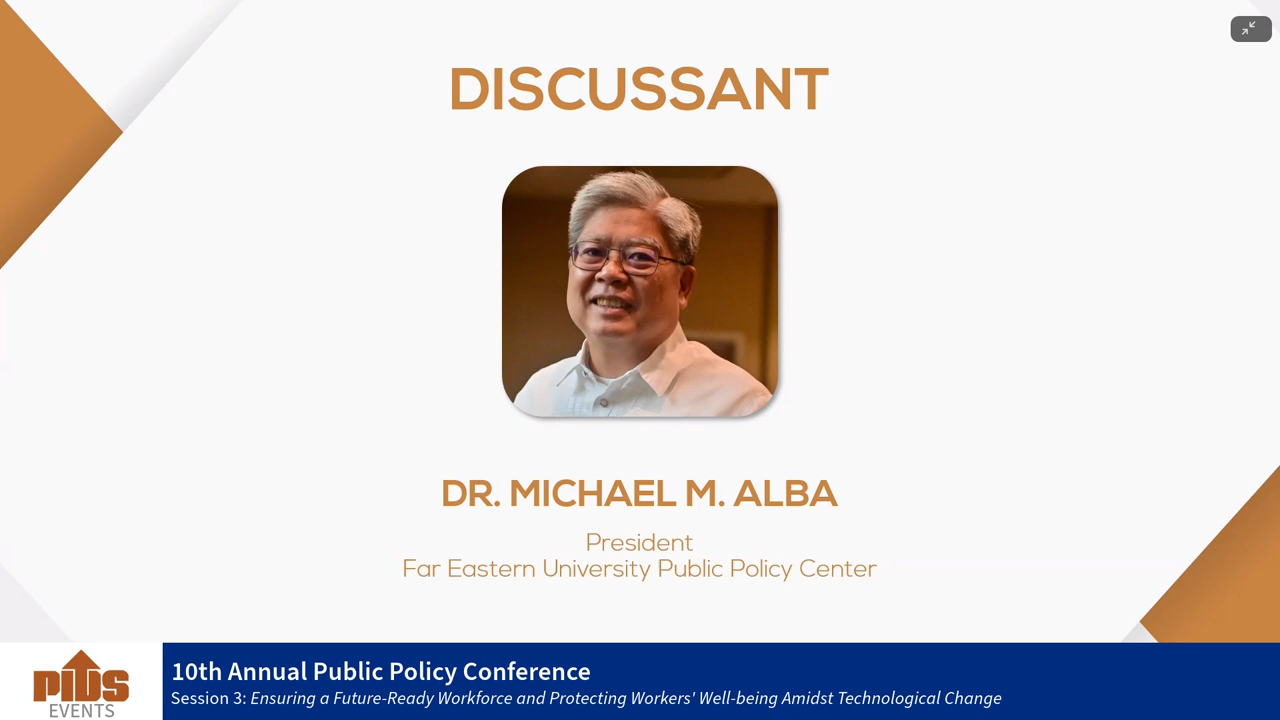 DISCUSSANT
DR. MICHAEL M. ALBA
President
Far Eastern University Public Policy Center
PIDS
EVENTS
10th Annual Public Policy Conference
Session 3: Ensuring a Future-Ready Workforce and Protecting Workers' Well-being Amidst Technological Change